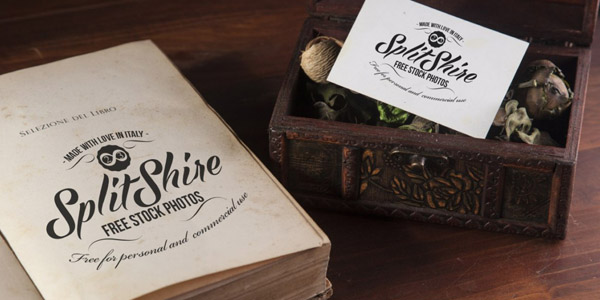 SELEZIONE DEL LIBRO
- MADE WITH LOVE IN ITALY -
SplitShire
FREE STOCK PHOTOS
Free for personal and commercial use
- MADE WITH LOVE IN ITALY -
SplitShire
FREE STOCK PHOTOS
Free for personal and commercial use